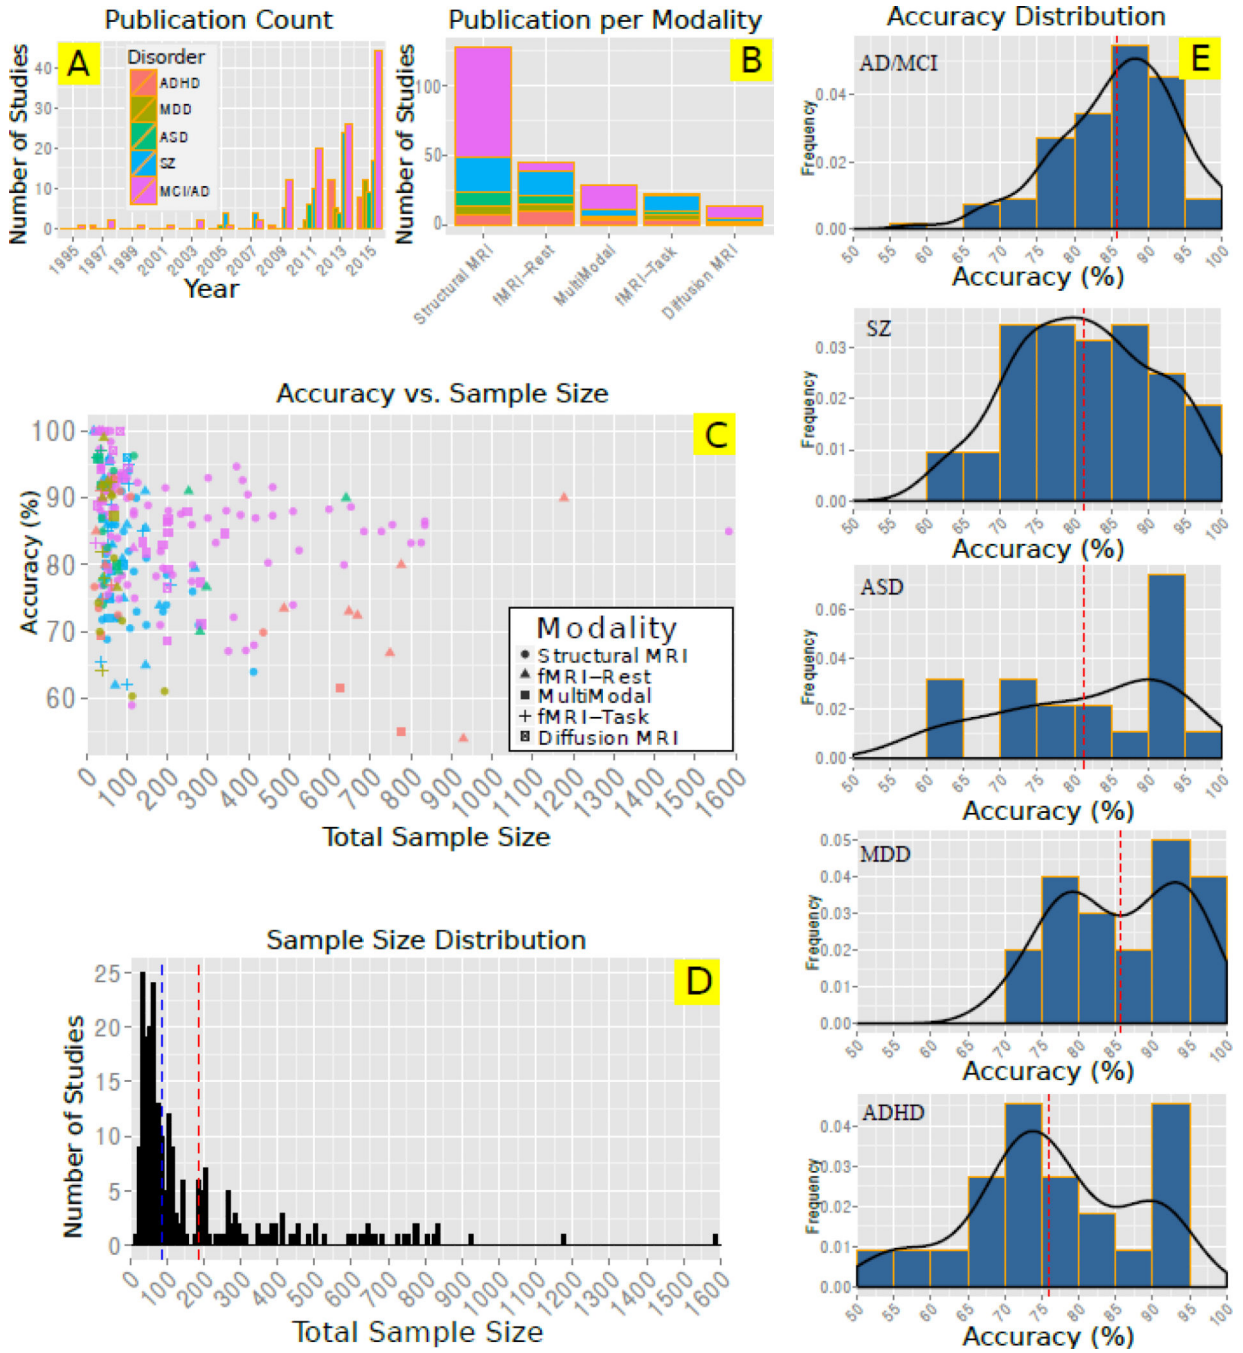 Publication Count
Number of Studies
40
30
20
10
0
A
Disorder
ADHD
MDD
ASD
SZ
MCI/AD
1995
1997
1999
2001
2003
2005
2007
2009
2011
2013
2015
Year
Publication per Modality
Number of Studies
100
50
0
B
Structural MRI
fMRI-Rest
MultiModal
fMRI-Task
Diffusion MRI
Accuracy vs. Sample Size
Accuracy (%)
100
90
80
70
60
C
Modality
Structural MRI
fMRI-Rest
MultiModal
fMRI-Task
Diffusion MRI
0 100 200 300 400 500 600 700 800 900 1000 1100 1200 1300 1400 1500 1600
Total Sample Size
Sample Size Distribution
Number of Studies
25
20
15
10
5
0
D
0 100 200 300 400 500 600 700 800 900 1000 1100 1200 1300 1400 1500 1600
Total Sample Size
Accuracy Distribution
E
AD/MCI
Frequency
0.04
0.02
0.00
50 55 60 65 70 75 80 85 90 95 100
Accuracy (%)
SZ
Frequency
0.03
0.02
0.01
0.00
50 55 60 65 70 75 80 85 90 95 100
Accuracy (%)
ASD
Frequency
0.06
0.04
0.02
0.00
50 55 60 65 70 75 80 85 90 95 100
Accuracy (%)
MDD
Frequency
0.05
0.04
0.03
0.02
0.01
0.00
50 55 60 65 70 75 80 85 90 95 100
Accuracy (%)
ADHD
Frequency
0.04
0.03
0.02
0.01
0.00
50 55 60 65 70 75 80 85 90 95 100
Accuracy (%)